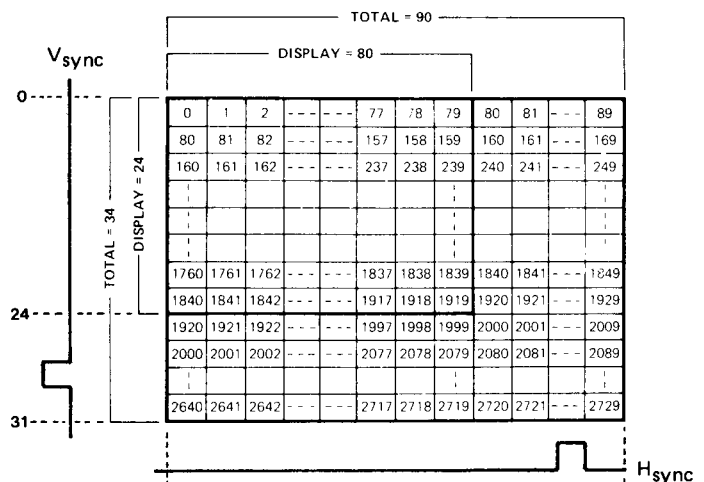 TOTAL = 90
DISPLAY = 80
Vsync
0
TOTAL = 34
DISPLAY = 24
0 1 2 77 78 79 80 81 89
80 81 82 157 158 159 160 161 169
160 161 162 237 238 239 240 241 249
1760 1761 1762 1837 1838 1839 1840 1841 1849
1840 1841 1842 1917 1918 1919 1920 1921 1929
24
1920 1921 1922 1997 1998 1999 2000 2001 2009
2000 2001 2002 2077 2078 2079 2080 2081 2089
2640 2641 2642 2717 2718 2719 2720 2721 2729
31
Hsync